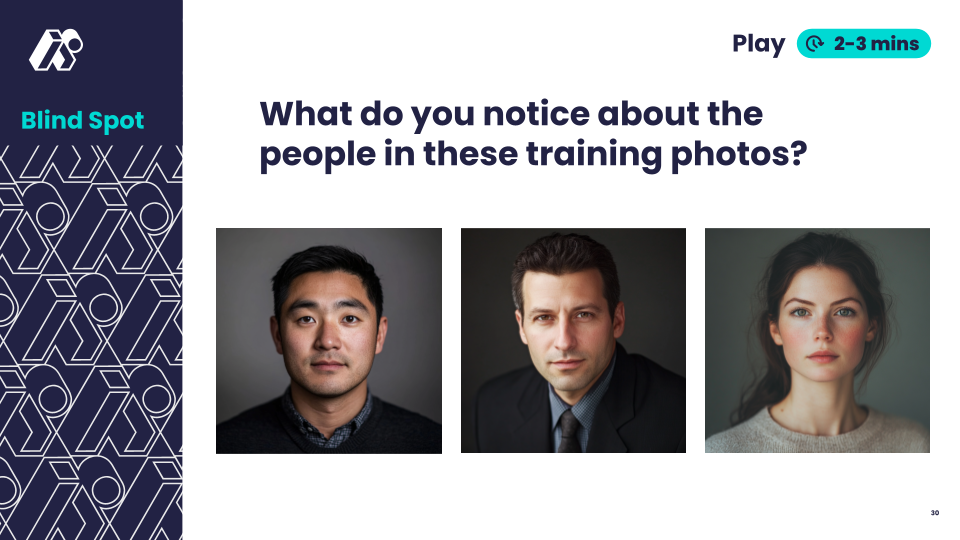 Play
2-3 mins
Blind Spot
What do you notice about the
people in these training photos?
30